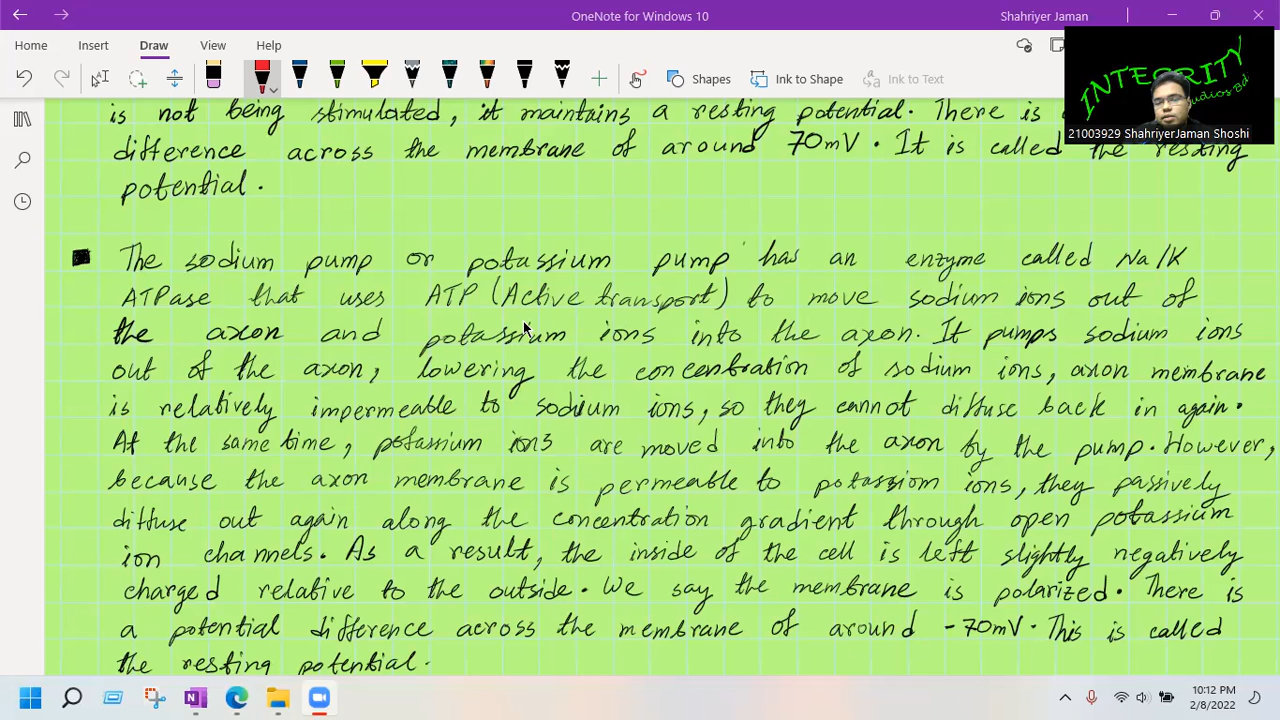 OneNote for Windows 10
Shahriyer Jaman
Home Insert Draw View Help
Shapes Ink to Shape Ink to Text
INTEGRITY
udiosBd
21003929 ShahriyerJaman Shoshi
is not being stimulated, it maintains a resting potential. There is
difference across the membrane of around 70mV. It is called the resting
potential.
The sodium pump or potassium pump has an enzyme called Na/K
ATPase that uses ATP (Active transport) to move sodium ions out of
the axon and potassium ions into the axon. It pumps sodium ions
out of the axon, lowering the concentration of sodium ions, axon membrane
is relatively impermeable to sodium ions, so they cannot diffuse back in again.
At the same time, potassium ions are moved into the axon by the pump. However,
because the axon membrane is permeable to potassium ions, they passively
diffuse out again along the concentration gradient through open potassium
ion channels. As a result, the inside of the cell is left slightly negatively
charged relative to the outside. We say the membrane is polarized. There is
a potential difference across the membrane of around -70mV. This is called
the resting potential.
10:12 PM
2/8/2022